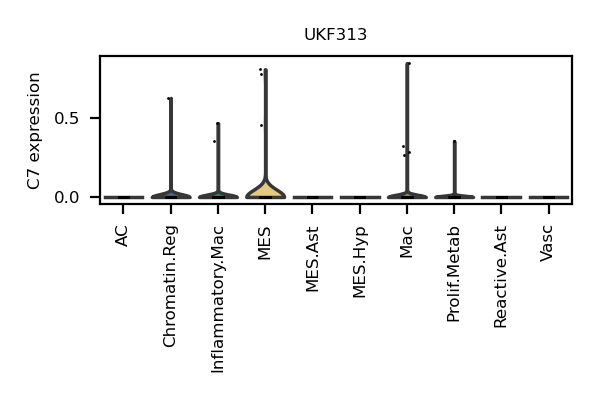 UKF313
C7 expression
0.5
0.0
AC
Chromatin.Reg
Inflammatory.Mac
MES
MES.Ast
MES.Hyp
Mac
Prolif.Metab
Reactive.Ast
Vasc